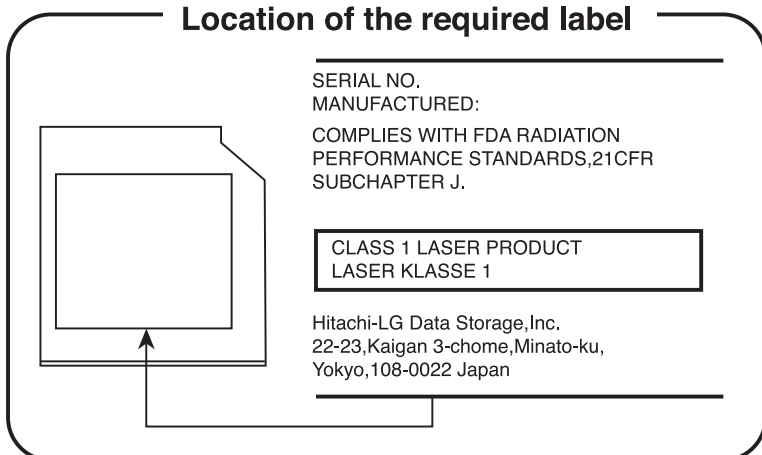 Location of the required label
SERIAL NO.
MANUFACTURED:
COMPLIES WITH FDA RADIATION
PERFORMANCE STANDARDS,21CFR
SUBCHAPTER J.
CLASS 1 LASER PRODUCT
LASER KLASSE 1
Hitachi-LG Data Storage,Inc.
22-23,Kaigan 3-chome,Minato-ku,
Yokyo,108-0022 Japan